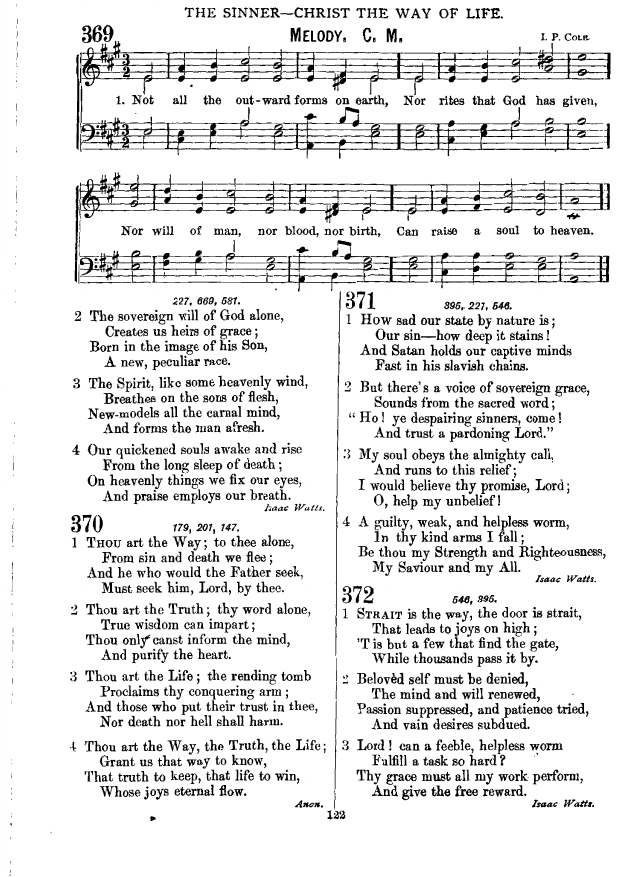 THE SINNER—CHRIST THE WAY OF LIFE.
369 MELODY. C. M. I. P. COLE
1. Not all the out-ward forms on earth, Nor rites that God has given,
Nor will of man, nor blood, nor birth, Can raise a soul to heaven.
227, 669, 581.
2 The sovereign will of God alone,
Creates us heirs of grace;
Born in the image of his Son,
A new, peculiar race.
3 The Spirit, like some heavenly wind,
Breathes on the sons of flesh,
New-models all the carnal mind,
And forms the man afresh.
4 Our quickened souls awake and rise
From the long sleep of death;
On heavenly things we fix our eyes,
And praise employs our breath.
Isaac Watts.
370 179, 201, 147.
1 THOU art the Way; to thee alone,
From sin and death we flee;
And he who would the Father seek,
Must seek him, Lord, by thee.
2 Thou art the Truth; thy word alone,
True wisdom can impart;
Thou only canst inform the mind,
And purify the heart.
3 Thou art the Life; the rending tomb
Proclaims thy conquering arm;
And those who put their trust in thee,
Nor death nor hell shall harm.
4 Thou art the Way, the Truth, the Life;
Grant us that way to know,
That truth to keep, that life to win,
Whose joys eternal flow.
Anon.
371 395, 227, 546.
1 HOW sad our state by nature is;
Our sin—how deep it stains!
And Satan holds our captive minds
Fast in his slavish chains.
2 But there's a voice of sovereign grace,
Sounds from the sacred word;
"Ho! ye despairing sinners, come!
And trust a pardoning Lord."
3 My soul obeys the almighty call,
And runs to this relief;
I would believe thy promise, Lord;
O, help my unbelief!
4 A guilty, weak, and helpless worm,
In thy kind arms I fall;
Be thou my Strength and Righteousness,
My Saviour and my All.
Isaac Watts.
372 546, 395.
1 STRAIT is the way, the door is strait,
That leads to joys on high;
'T is but a few that find the gate,
While thousands pass it by.
2 Belovèd self must be denied,
The mind and will renewed,
Passion suppressed, and patience tried,
And vain desires subdued.
3 Lord! can a feeble, helpless worm
Fulfill a task so hard?
Thy grace must all my work perform,
And give the free reward.
Isaac Watts.
122